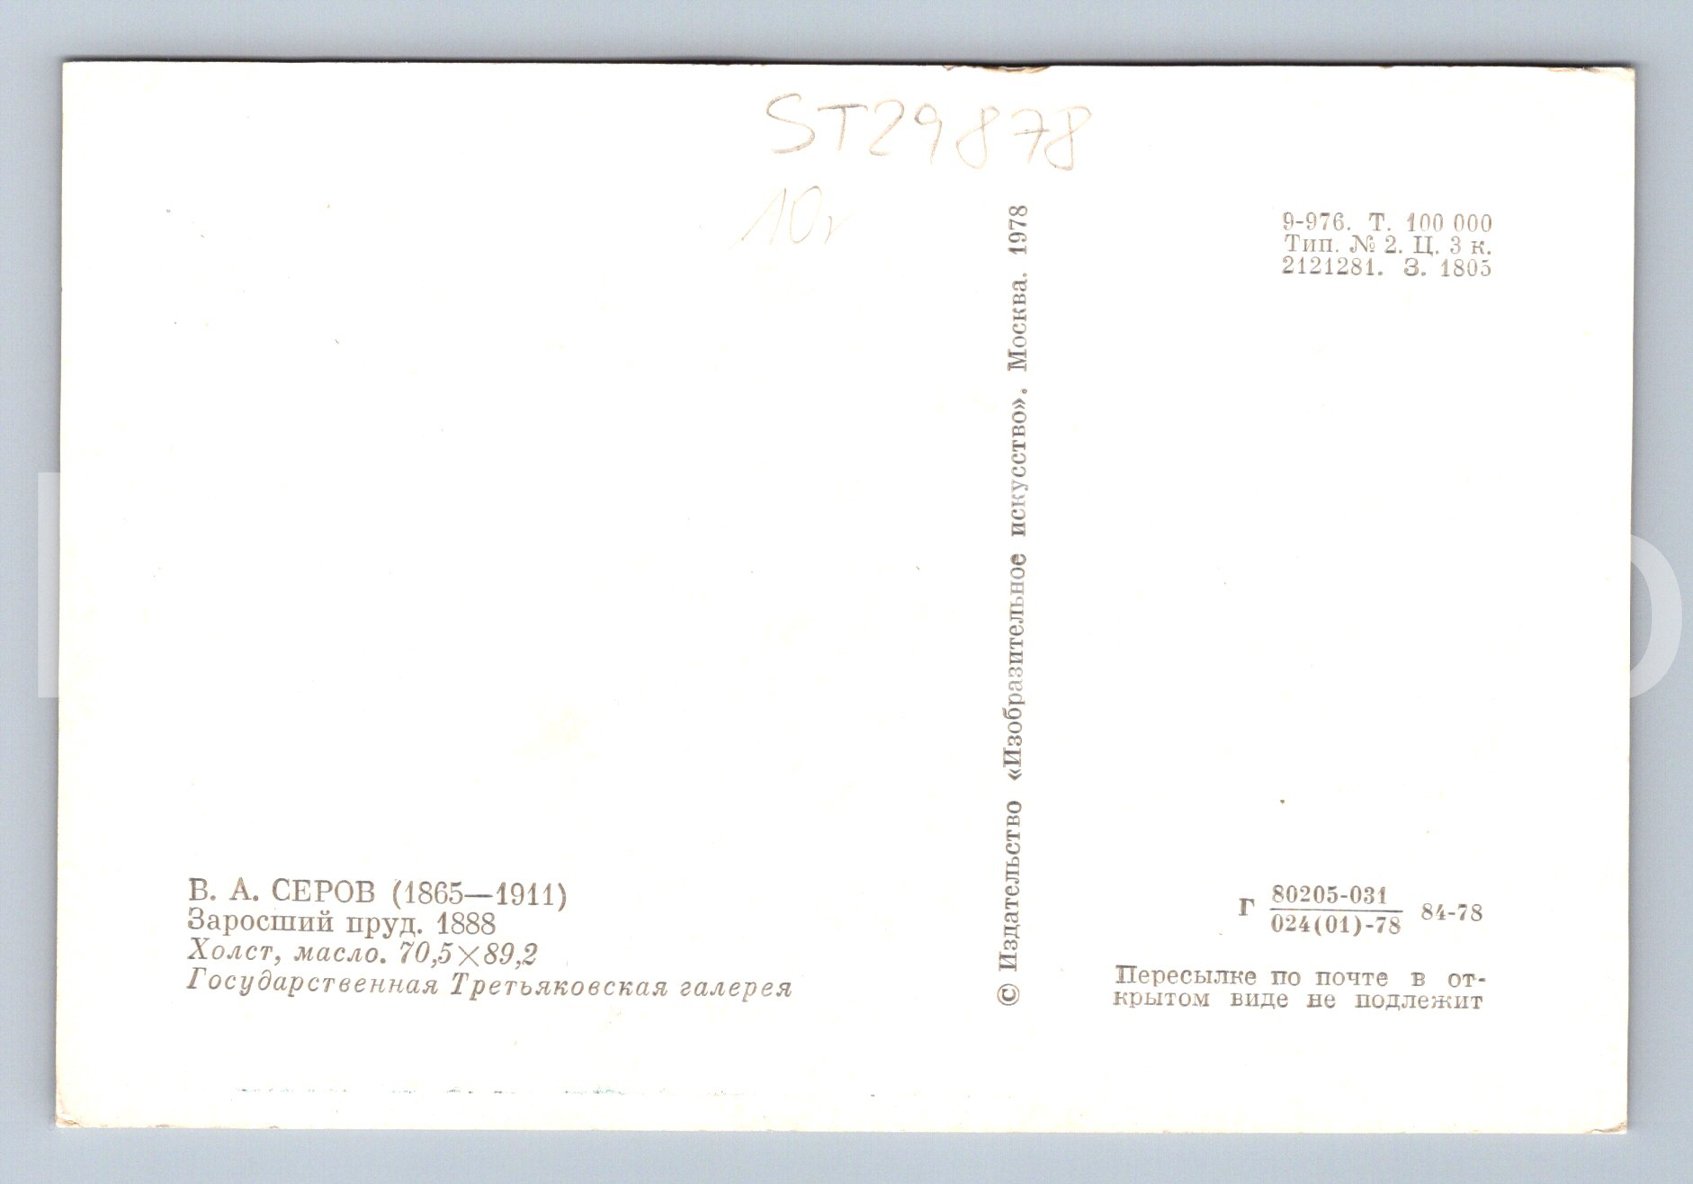 ST29878
10г
9-976. Т. 100 000
Тип. № 2. Ц. 3 к.
2121281. З. 1805
© Издательство «Изобразительное искусство». Москва. 1978
В. А. СЕРОВ (1865—1911)
Заросший пруд. 1888
Холст, масло. 70,5×89,2
Государственная Третьяковская галерея
Г 80205-031 84-78
024(01)-78
Пересылке по почте в от-
крытом виде не подлежит